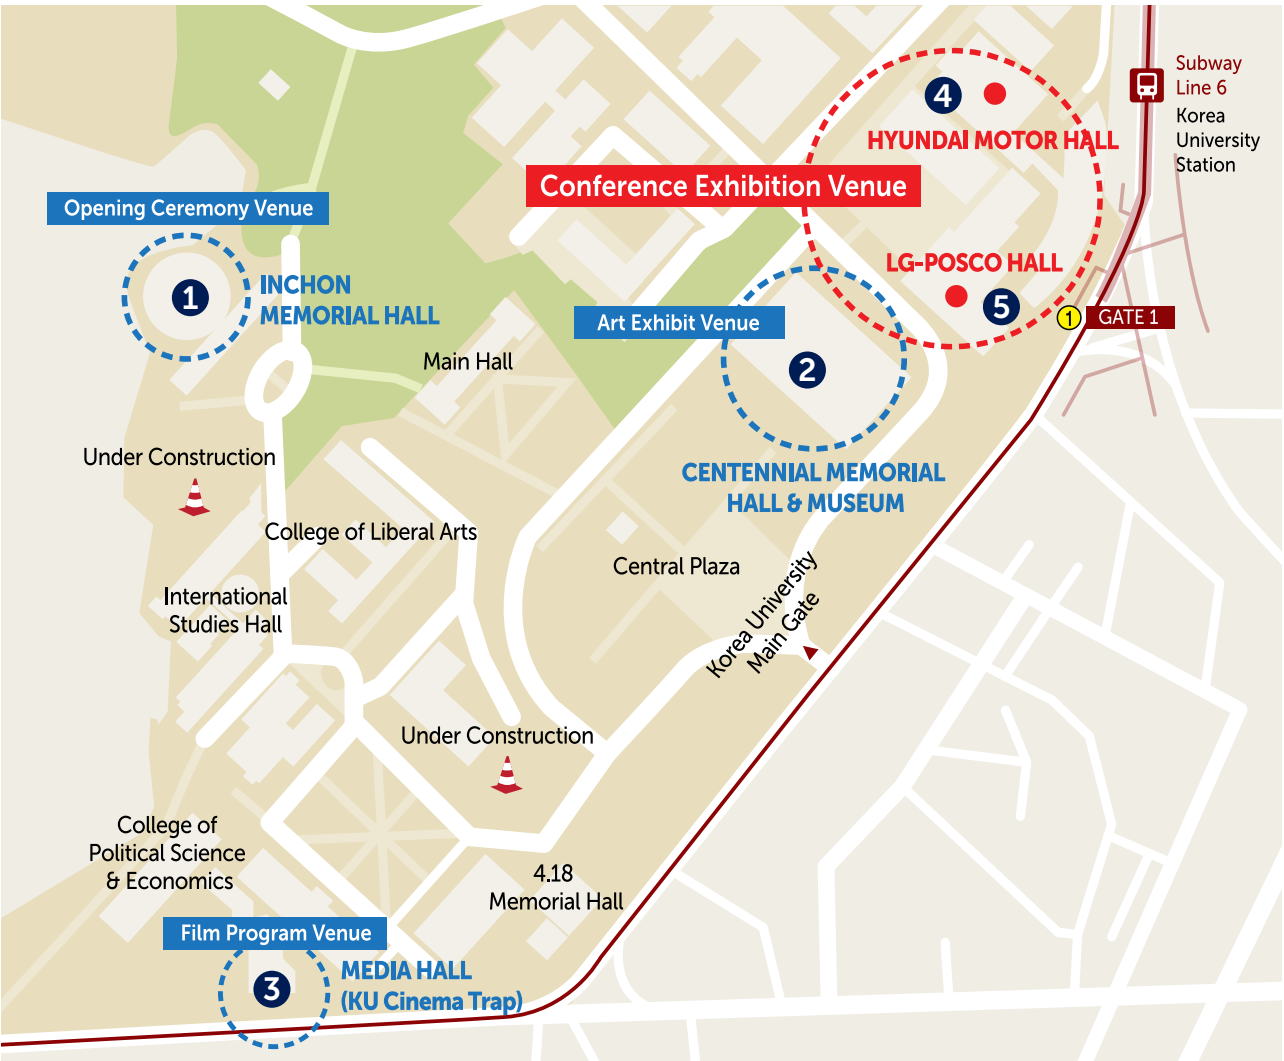 Subway
Line 6
Korea
University
Station
4
HYUNDAI MOTOR HALL
Conference Exhibition Venue
Opening Ceremony Venue
1
INCHON
MEMORIAL HALL
LG-POSCO HALL
5
1
GATE 1
Art Exhibit Venue
2
CENTENNIAL MEMORIAL
HALL & MUSEUM
Main Hall
Under Construction
College of Liberal Arts
Central Plaza
International
Studies Hall
Korea University
Main Gate
Under Construction
College of
Political Science
& Economics
4.18
Memorial Hall
Film Program Venue
3
MEDIA HALL
(KU Cinema Trap)